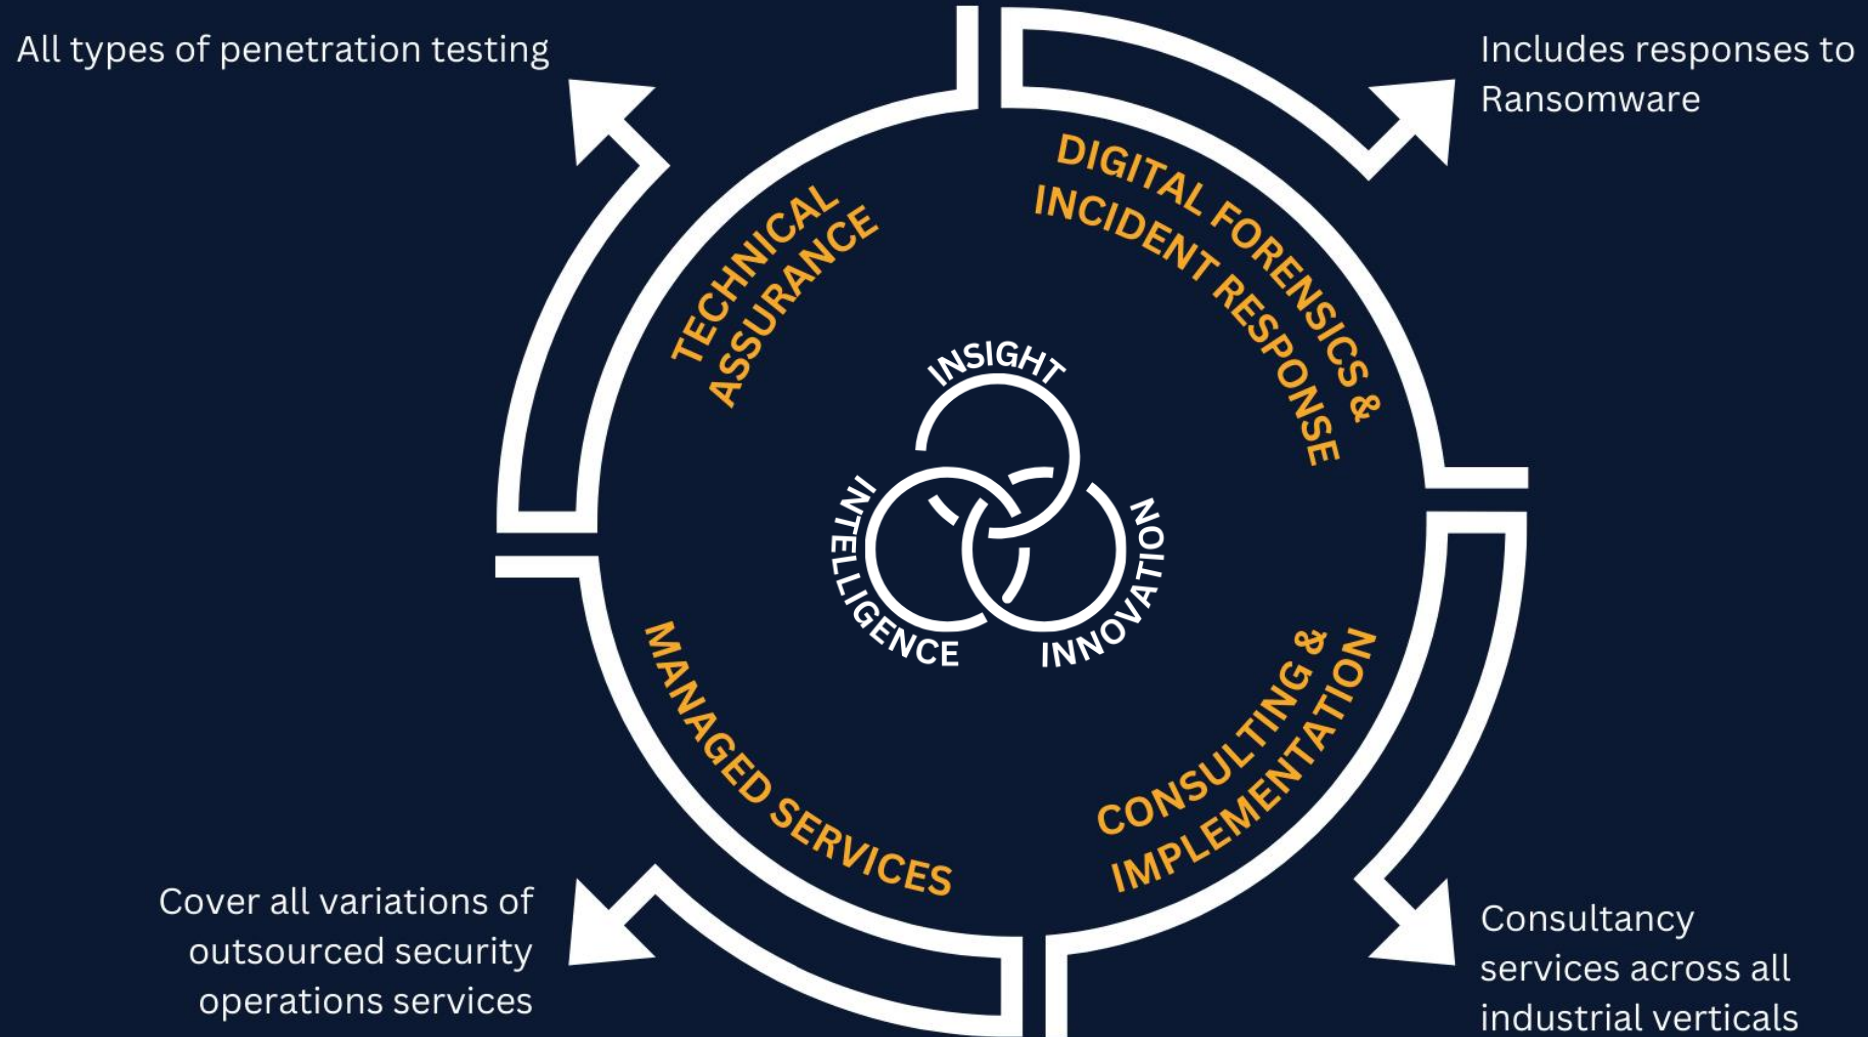 All types of penetration testing
Includes responses to
Ransomware
TECHNICAL
ASSURANCE
DIGITAL FORENSICS &
INCIDENT RESPONSE
INSIGHT
INTELLIGENCE
INNOVATION
MANAGED SERVICES
CONSULTING &
IMPLEMENTATION
Cover all variations of
outsourced security
operations services
Consultancy
services across all
industrial verticals